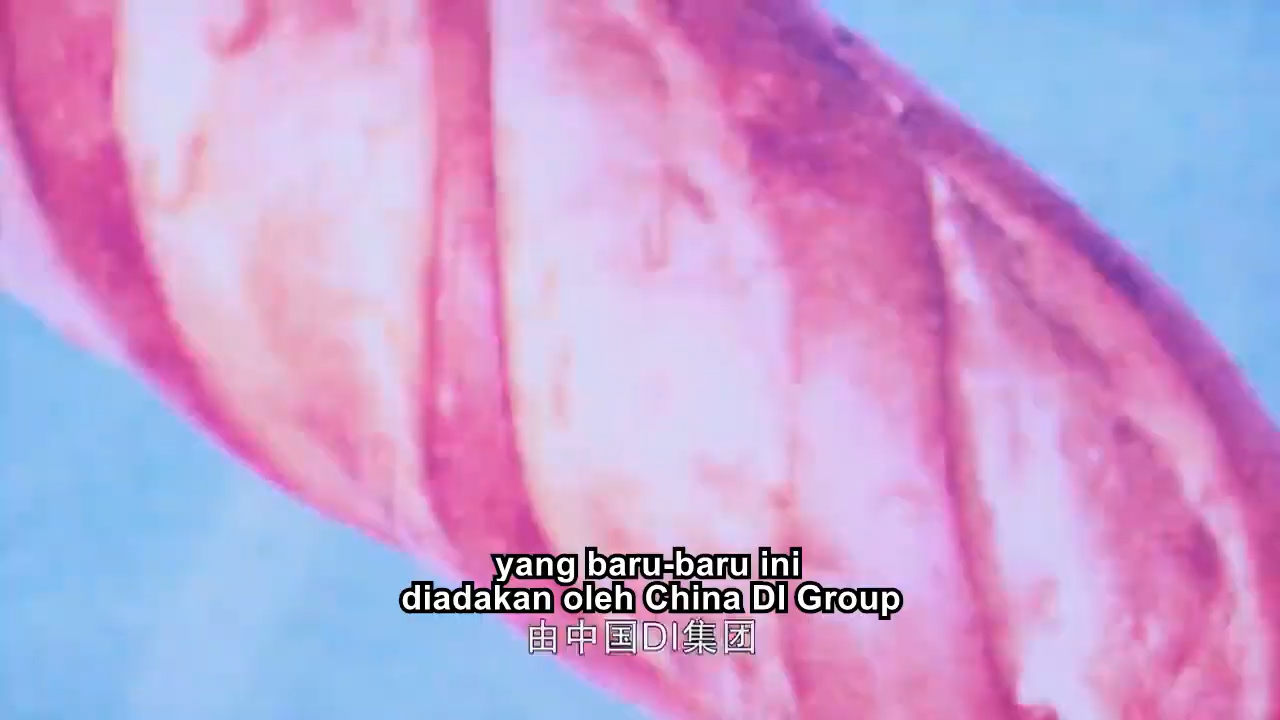 yang baru-baru ini
diadakan oleh China DI Group
由中国DI集团